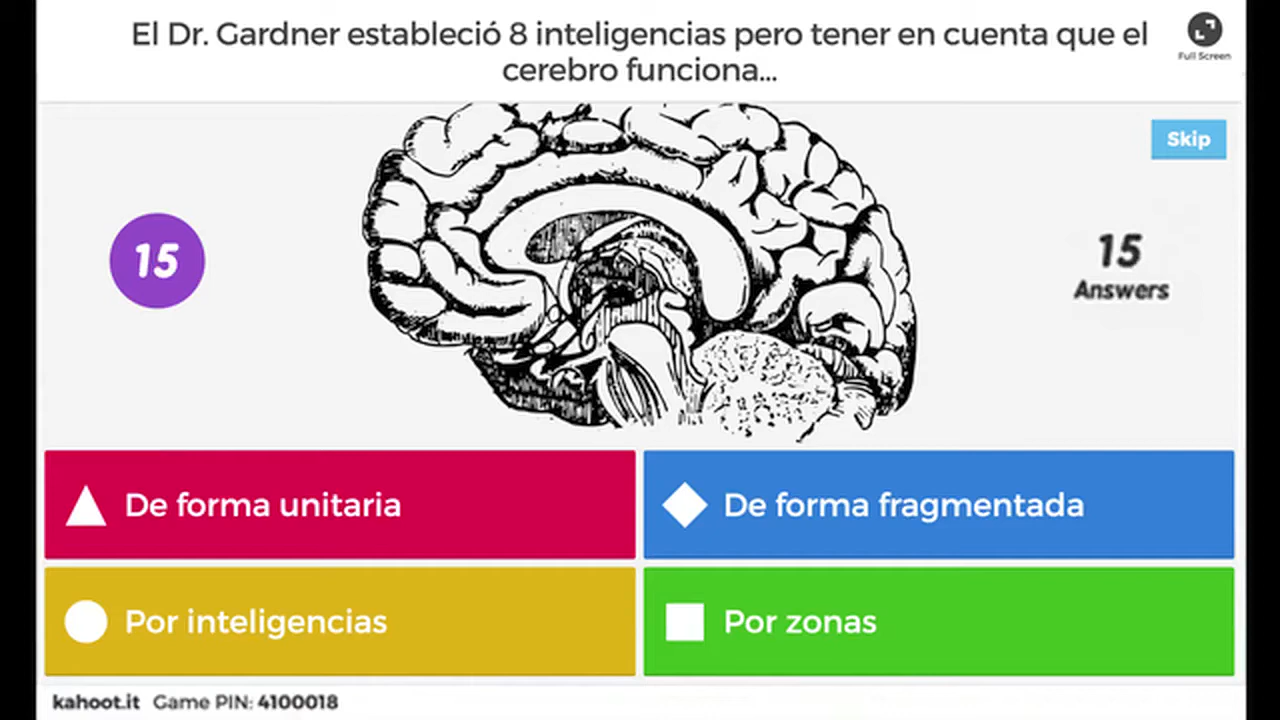 El Dr. Gardner estableció 8 inteligencias pero tener en cuenta que el
cerebro funciona...
Full Screen
Skip
15
15
Answers
De forma unitaria
De forma fragmentada
Por inteligencias
Por zonas
kahoot.it Game PIN: 4100018